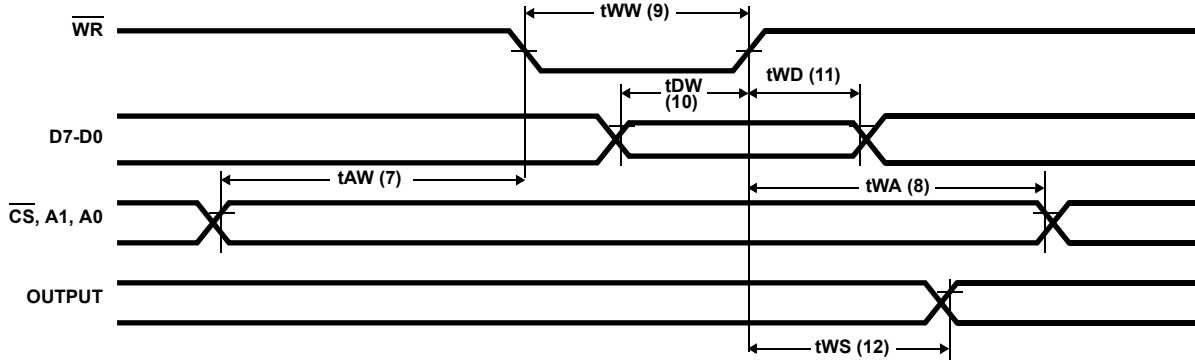 tWW (9)
WR
tDW
(10)
tWD (11)
D7-D0
tAW (7)
tWA (8)
CS, A1, A0
OUTPUT
tWS (12)